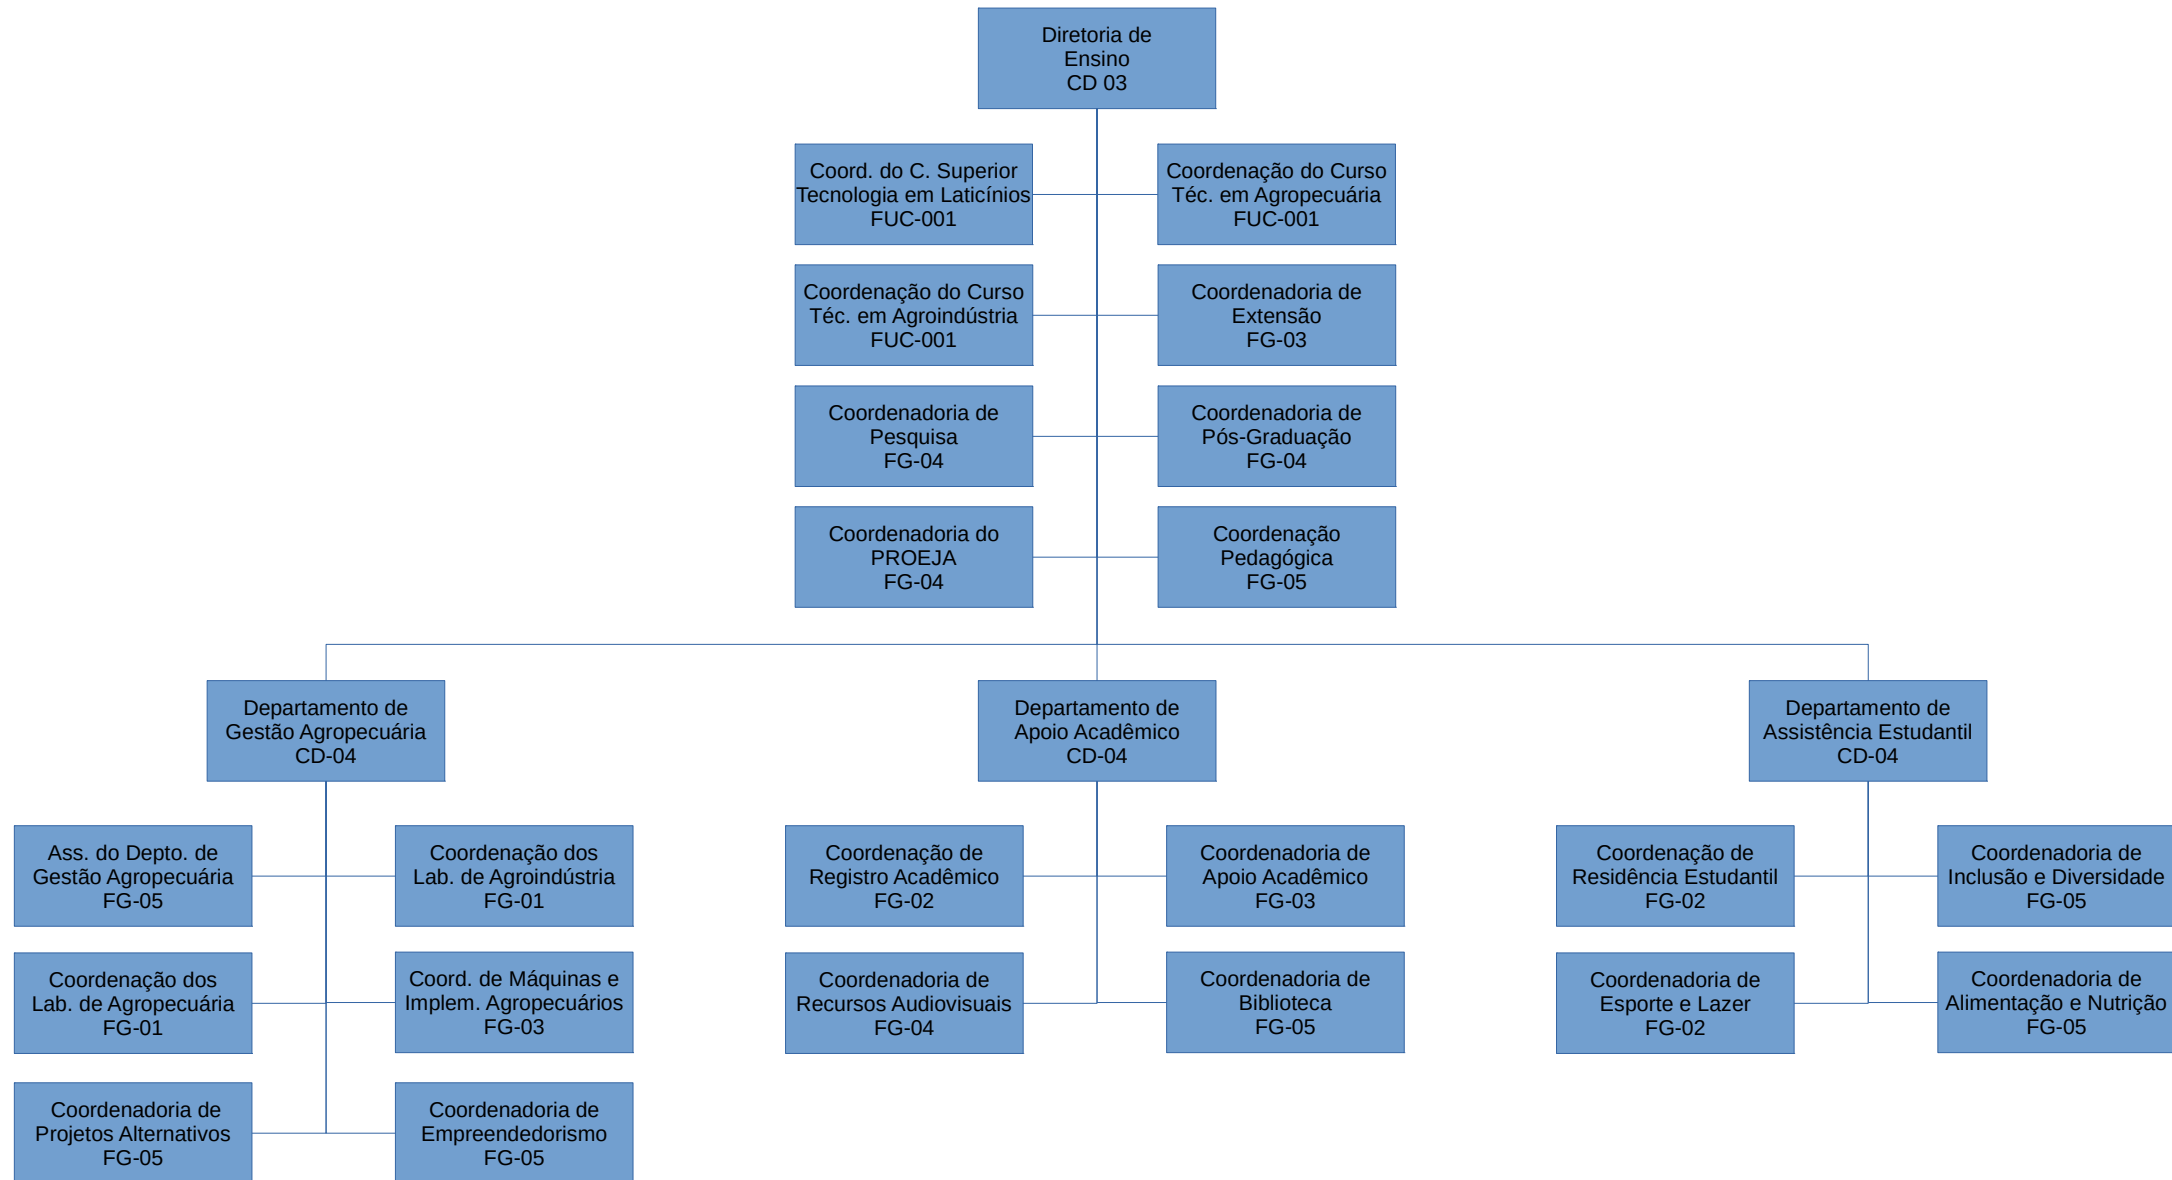 Diretoria de
Ensino
CD 03
Coord. do C. Superior
Tecnologia em Laticínios
FUC-001
Coordenação do Curso
Téc. em Agropecuária
FUC-001
Coordenação do Curso
Téc. em Agroindústria
FUC-001
Coordenadoria de
Extensão
FG-03
Coordenadoria de
Pesquisa
FG-04
Coordenadoria de
Pós-Graduação
FG-04
Coordenadoria do
PROEJA
FG-04
Coordenação
Pedagógica
FG-05
Departamento de
Gestão Agropecuária
CD-04
Departamento de
Apoio Acadêmico
CD-04
Departamento de
Assistência Estudantil
CD-04
Ass. do Depto. de
Gestão Agropecuária
FG-05
Coordenação dos
Lab. de Agroindústria
FG-01
Coordenação de
Registro Acadêmico
FG-02
Coordenadoria de
Apoio Acadêmico
FG-03
Coordenação de
Residência Estudantil
FG-02
Coordenadoria de
Inclusão e Diversidade
FG-05
Coordenação dos
Lab. de Agropecuária
FG-01
Coord. de Máquinas e
Implem. Agropecuários
FG-03
Coordenadoria de
Recursos Audiovisuais
FG-04
Coordenadoria de
Biblioteca
FG-05
Coordenadoria de
Esporte e Lazer
FG-02
Coordenadoria de
Alimentação e Nutrição
FG-05
Coordenadoria de
Projetos Alternativos
FG-05
Coordenadoria de
Empreendedorismo
FG-05